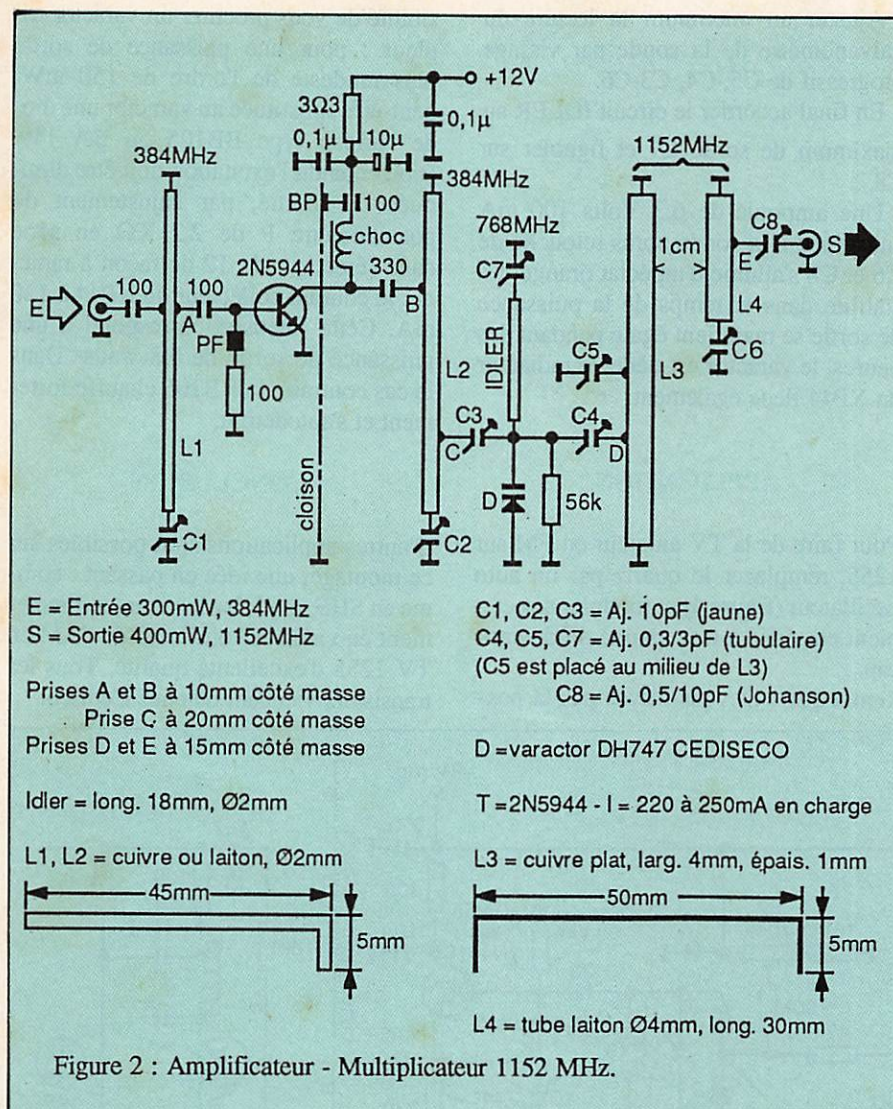 384MHz
3Ω3
+12V
0,1µ
10µ
0,1µ
BP
100
choc
2N5944
330
384MHz
1152MHz
768MHz
C7
IDLER
C8
S
E
1cm
L4
C6
E
100
100
A
PF
100
L1
C1
cloison
B
L2
C3
C
C5
C4
D
L3
D
56k
C2
E = Entrée 300mW, 384MHz
S = Sortie 400mW, 1152MHz
Prises A et B à 10mm côté masse
Prise C à 20mm côté masse
Prises D et E à 15mm côté masse
Idler = long. 18mm, Ø2mm
L1, L2 = cuivre ou laiton, Ø2mm
45mm
5mm
C1, C2, C3 = Aj. 10pF (jaune)
C4, C5, C7 = Aj. 0,3/3pF (tubulaire)
(C5 est placé au milieu de L3)
C8 = Aj. 0,5/10pF (Johanson)
D = varactor DH747 CEDISECO
T = 2N5944 - I = 220 à 250mA en charge
L3 = cuivre plat, larg. 4mm, épais. 1mm
50mm
5mm
L4 = tube laiton Ø4mm, long. 30mm
Figure 2 : Amplificateur - Multiplicateur 1152 MHz.